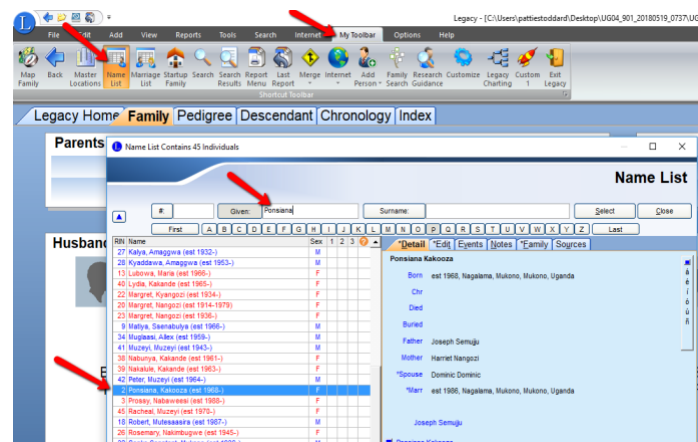 Legacy - [C:\Users\pattiestoddard\Desktop\UG04_901_20180519_0737\U
File Edit Add View Reports Tools Search Internet My Toolbar Options Help
Map Family Back Master Locations Name List Marriage List Startup Family Search Search Results Report Menu Last Report Merge Internet Add Person Family Search Research Guidance Customize Legacy Charting Custom 1 Exit Legacy
Shortcut Toolbar
Legacy Home Family Pedigree Descendant Chronology Index
Parents
Name List Contains 45 Individuals
Name List
#: Given: Ponsiana Surname: Select Close
First A B C D E F G H I J K L M N O P Q R S T U V W X Y Z Last
RIN Name Sex 1 2 3 *Detail *Edit Events Notes *Family Sources
27 Kalya, Amaggwa (est 1932-) M
28 Kyaddawa, Amaggwa (est 1953-) M
13 Lubowa, Maria (est 1966-) F
40 Lydia, Kakande (est 1965-) F
22 Margret, Kyangozi (est 1934-) F
20 Margret, Nangozi (est 1914-1979) F
23 Margret, Nangozi (est 1936-) F
9 Matiya, Ssenabulya (est 1966-) M
34 Muglaasi, Allex (est 1959-) M
41 Muzeyi, Muzeyi (est 1943-) M
38 Nabunya, Kakande (est 1961-) F
39 Nakalule, Kakande (est 1963-) F
42 Peter, Muzeyi (est 1964-) M
2 Ponsiana, Kakooza (est 1968-) F
3 Prossy, Nabaweesi (est 1988-) F
45 Racheal, Muzeyi (est 1970-) F
18 Robert, Mutesaasira (est 1987-) M
26 Rosemary, Nakimbugwe (est 1945-) F
Husband
Ponsiana Kakooza
Born est 1968, Nagalama, Mukono, Mukono, Uganda
Chr
Died
Buried
Father Joseph Semujju
Mother Harriet Nangozi
*Spouse Dominic Dominic
*Marr est 1986, Nagalama, Mukono, Mukono, Uganda
Joseph Semujju
Ponsiana Kakooza